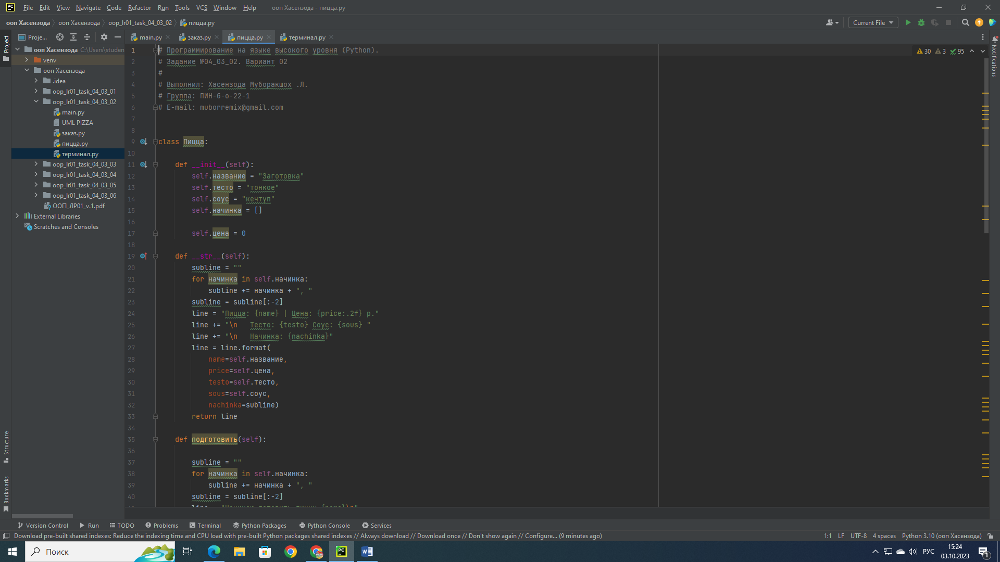 File Edit View Navigate Code Refactor Run Tools VCS Window Help ооп Хасензода - пицца.py
ооп Хасензода ооп Хасензода oop_lr01_task_04_03_02 пицца.py Current File
Proje... main.py заказ.py пицца.py терминал.py
Project
Notifications
ооп Хасензода C:\Users\studen
venv
ооп Хасензода
.idea
oop_lr01_task_04_03_01
oop_lr01_task_04_03_02
main.py
UML PIZZA
заказ.py
пицца.py
терминал.py
oop_lr01_task_04_03_03
oop_lr01_task_04_03_04
oop_lr01_task_04_03_05
oop_lr01_task_04_03_06
ООП_ЛР01_v.1.pdf
External Libraries
Scratches and Consoles
30 3 95
1 # Программирование на языке высокого уровня (Python).
2 # Задание №04_03_02. Вариант 02
3 #
4 # Выполнил: Хасензода Муборакшох .Л.
5 # Группа: ПИН-б-о-22-1
6 # E-mail: muborremix@gmail.com
7
8
9 class Пицца:
10
11 def __init__(self):
12 self.название = "Заготовка"
13 self.тесто = "тонкое"
14 self.соус = "кечтуп"
15 self.начинка = []
16
17 self.цена = 0
18
19 def __str__(self):
20 subline = ""
21 for начинка in self.начинка:
22 subline += начинка + ", "
23 subline = subline[:-2]
24 line = "Пицца: {name} | Цена: {price:.2f} р."
25 line += "\n   Тесто: {testo} Соус: {sous} "
26 line += "\n   Начинка: {nachinka}"
27 line = line.format(
28 name=self.название,
29 price=self.цена,
30 testo=self.тесто,
31 sous=self.соус,
32 nachinka=subline)
33 return line
34
35 def подготовить(self):
36
37 subline = ""
38 for начинка in self.начинка:
39 subline += начинка + ", "
40 subline = subline[:-2]
Structure
Bookmarks
Version Control Run TODO Problems Terminal Python Packages Python Console Services
Download pre-built shared indexes: Reduce the indexing time and CPU load with pre-built Python packages shared indexes // Always download // Download once // Don't show again // Configure... (9 minutes ago) 1:1 LF UTF-8 4 spaces Python 3.10 (ооп Хасензода)
Поиск
РУС
15:24
03.10.2023
1